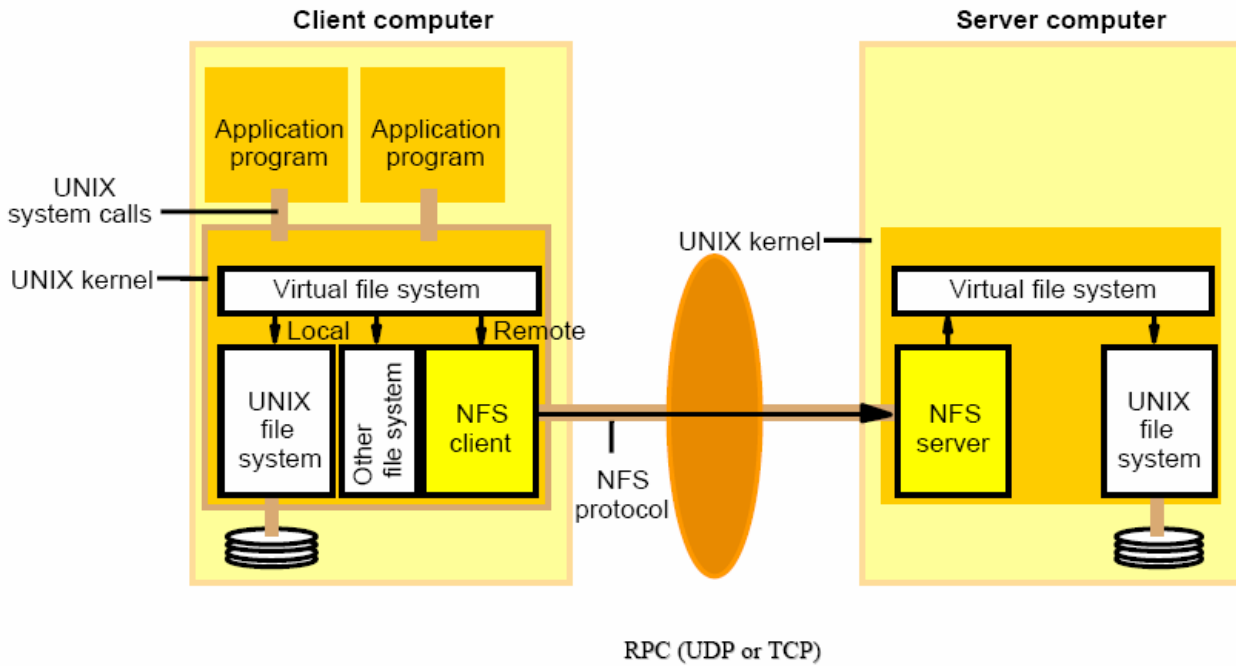 Client computer
Server computer
Application
program
Application
program
UNIX
system calls
UNIX kernel
UNIX kernel
Virtual file system
Virtual file system
Local
Remote
UNIX
file
system
Other
file system
NFS
client
NFS
protocol
NFS
server
UNIX
file
system
RPC (UDP or TCP)